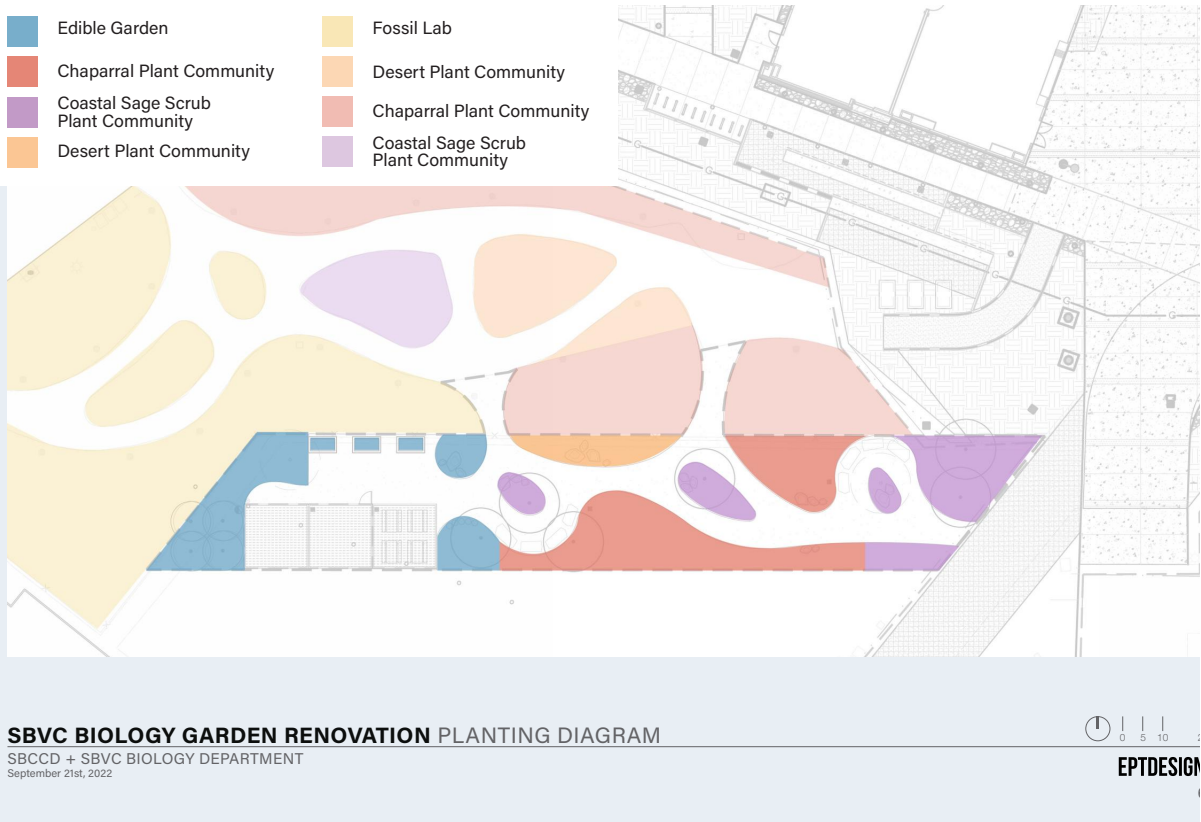 Edible Garden
Chaparral Plant Community
Coastal Sage Scrub
Plant Community
Desert Plant Community
Fossil Lab
Desert Plant Community
Chaparral Plant Community
Coastal Sage Scrub
Plant Community
G
G
G
G
G
G
G
SBVC BIOLOGY GARDEN RENOVATION PLANTING DIAGRAM
SBCCD + SBVC BIOLOGY DEPARTMENT
September 21st, 2022
0 5 10
EPTDESIGN